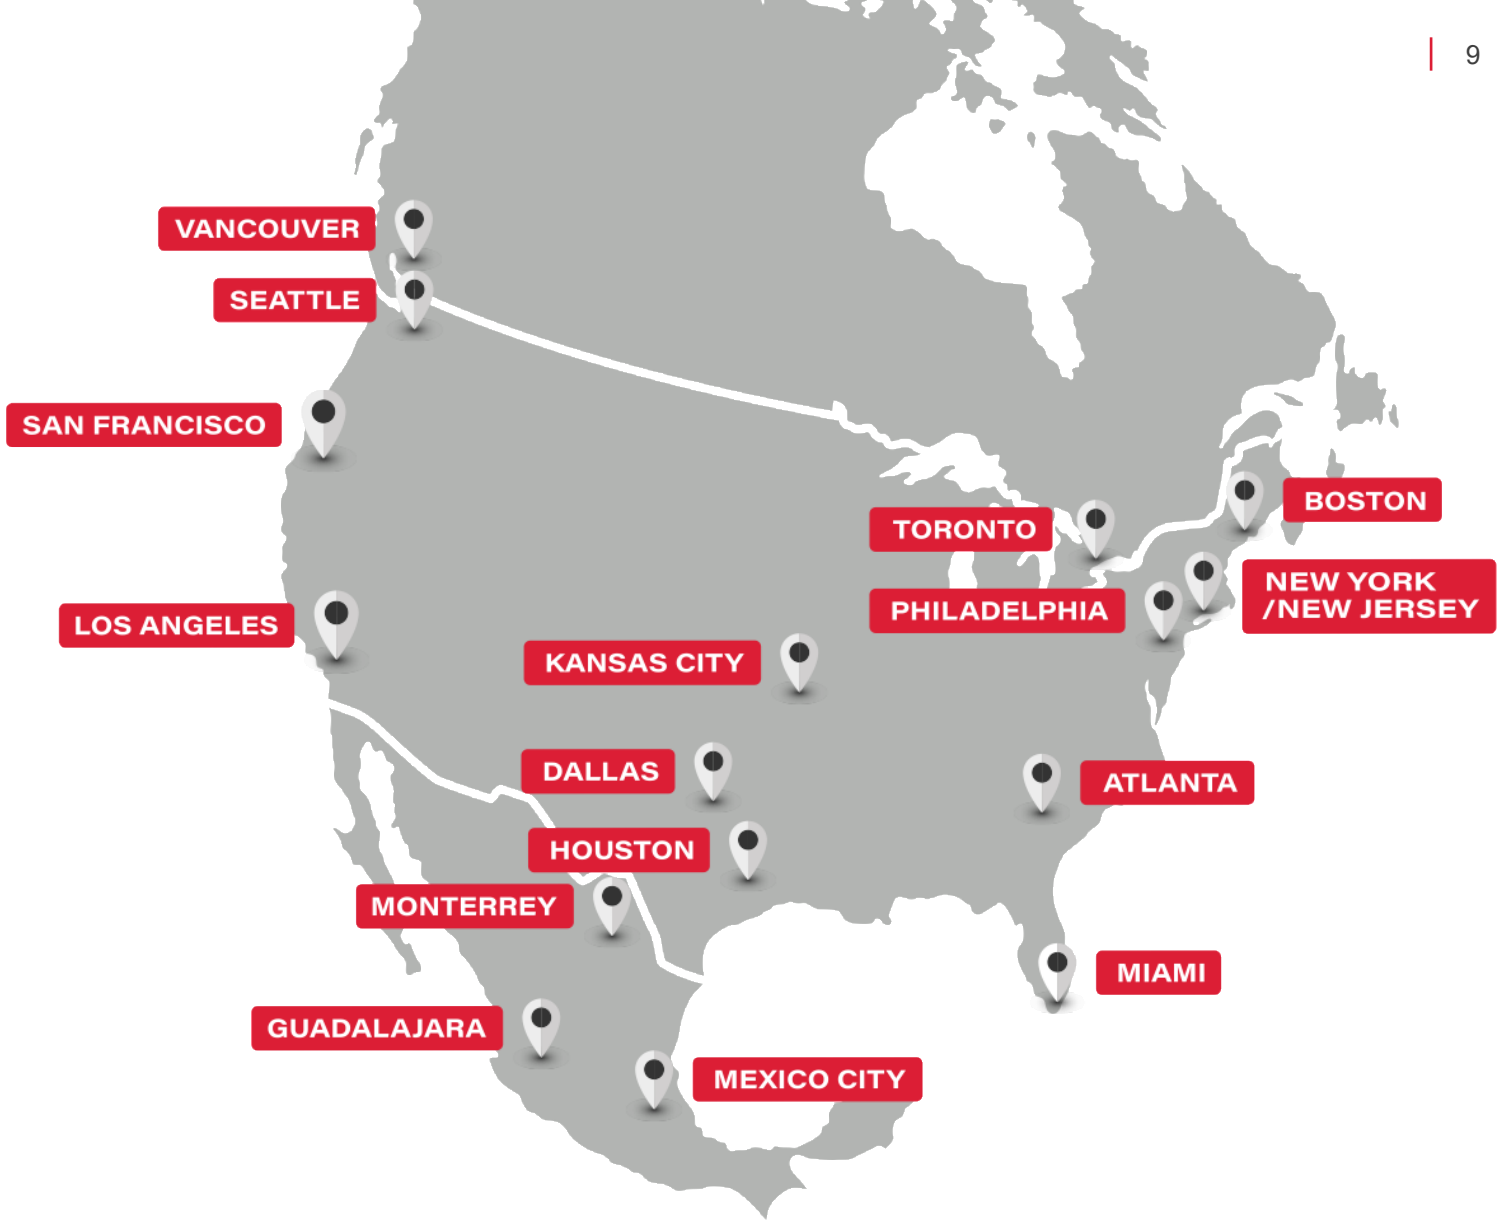 9
VANCOUVER
SEATTLE
SAN FRANCISCO
BOSTON
TORONTO
NEW YORK
/NEW JERSEY
PHILADELPHIA
LOS ANGELES
KANSAS CITY
DALLAS
ATLANTA
HOUSTON
MONTERREY
MIAMI
GUADALAJARA
MEXICO CITY